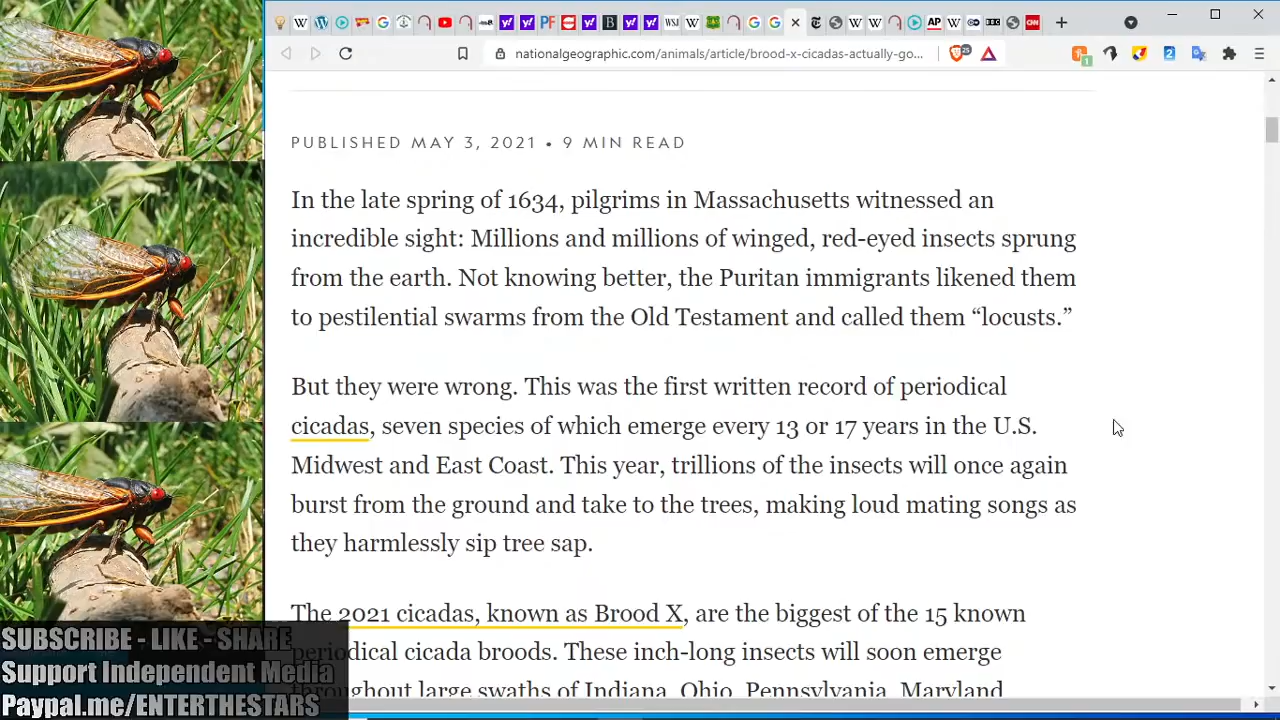 nationalgeographic.com/animals/article/brood-x-cicadas-actually-go...
PUBLISHED MAY 3, 2021 • 9 MIN READ
In the late spring of 1634, pilgrims in Massachusetts witnessed an
incredible sight: Millions and millions of winged, red-eyed insects sprung
from the earth. Not knowing better, the Puritan immigrants likened them
to pestilential swarms from the Old Testament and called them “locusts.”
But they were wrong. This was the first written record of periodical
cicadas, seven species of which emerge every 13 or 17 years in the U.S.
Midwest and East Coast. This year, trillions of the insects will once again
burst from the ground and take to the trees, making loud mating songs as
they harmlessly sip tree sap.
The 2021 cicadas, known as Brood X, are the biggest of the 15 known
periodical cicada broods. These inch-long insects will soon emerge
throughout large swaths of Indiana, Ohio, Pennsylvania, Maryland
SUBSCRIBE - LIKE - SHARE
Support Independent Media
Paypal.me/ENTERTHESTARS